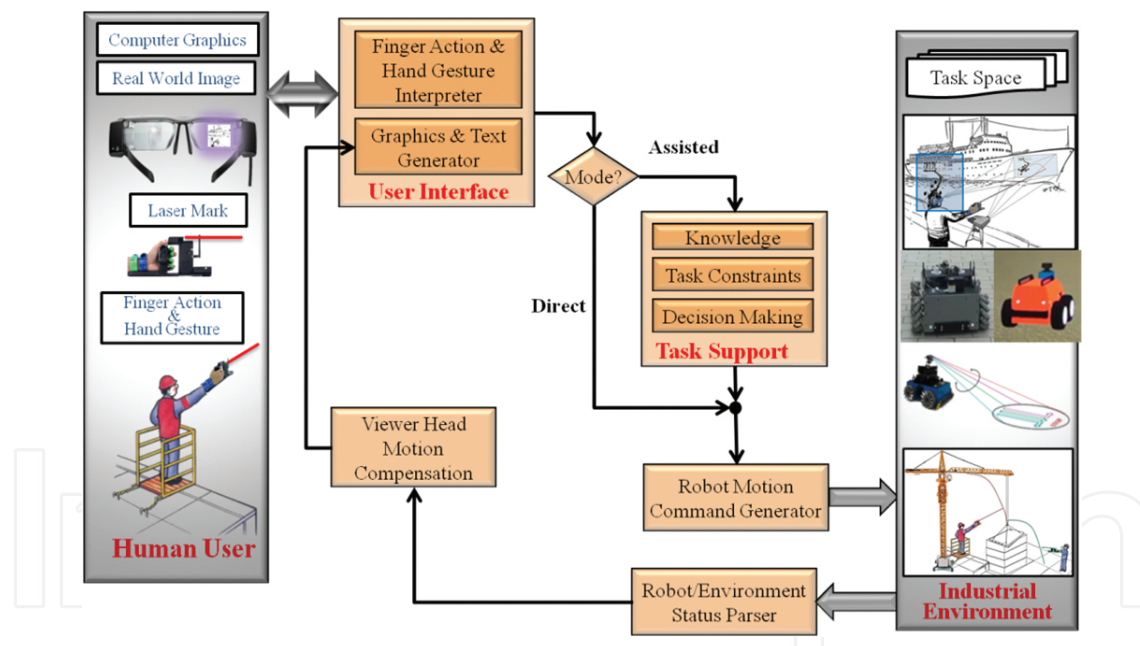 Computer Graphics
Real World Image
Laser Mark
Finger Action
&
Hand Gesture
Human User
Finger Action &
Hand Gesture
Interpreter
Graphics & Text
Generator
User Interface
Mode?
Assisted
Direct
Knowledge
Task Constraints
Decision Making
Task Support
Viewer Head
Motion
Compensation
Robot Motion
Command Generator
Robot/Environment
Status Parser
Task Space
Industrial
Environment